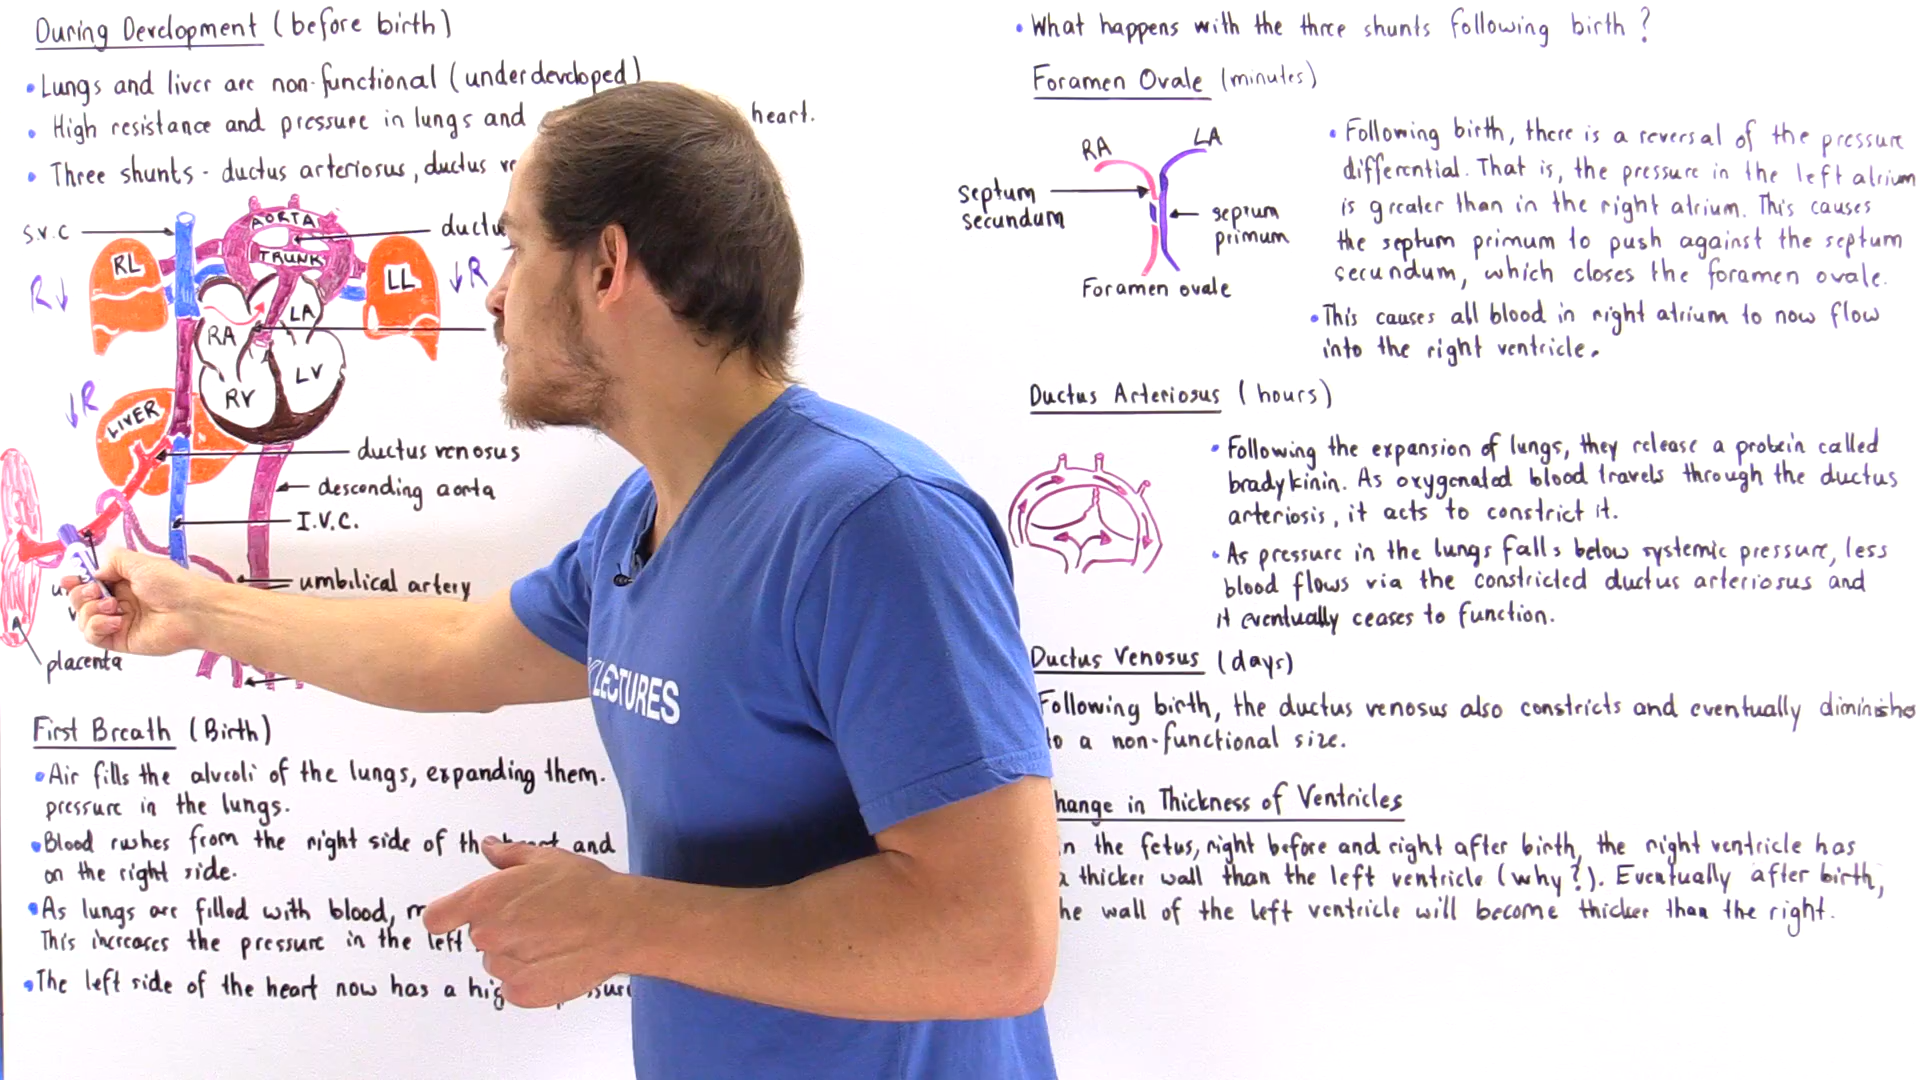 During Development (before birth)
• Lungs and liver are non-functional (underdeveloped)
• High resistance and pressure in lungs and heart.
• Three shunts - ductus arteriosus, ductus
s.v.c
AORTA
TRUNK
RL
LL
R↓
↓R
RA
LA
RV
LV
↓R
LIVER
ductus venosus
descending aorta
I.V.C.
umbilical artery
A
placenta
First Breath (Birth)
• Air fills the alveoli of the lungs, expanding them.
pressure in the lungs.
• Blood rushes from the right side of the heart and
on the right side.
• As lungs are filled with blood,
This increases the pressure in the left
• The left side of the heart now has a
LECTURES
• What happens with the three shunts following birth?
Foramen Ovale (minutes)
RA
LA
septum
secundum
septum
primum
Foramen ovale
• Following birth, there is a reversal of the pressure
differential. That is, the pressure in the left atrium
is greater than in the right atrium. This causes
the septum primum to push against the septum
secundum, which closes the foramen ovale.
• This causes all blood in right atrium to now flow
into the right ventricle.
Ductus Arteriosus (hours)
• Following the expansion of lungs, they release a protein called
bradykinin. As oxygenated blood travels through the ductus
arteriosis, it acts to constrict it.
• As pressure in the lungs falls below systemic pressure, less
blood flows via the constricted ductus arteriosus and
it eventually ceases to function.
Ductus Venosus (days)
Following birth, the ductus venosus also constricts and eventually diminishes
to a non-functional size.
hange in Thickness of Ventricles
n the fetus, right before and right after birth, the right ventricle has
a thicker wall than the left ventricle (why?). Eventually after birth,
he wall of the left ventricle will become thicker than the right.